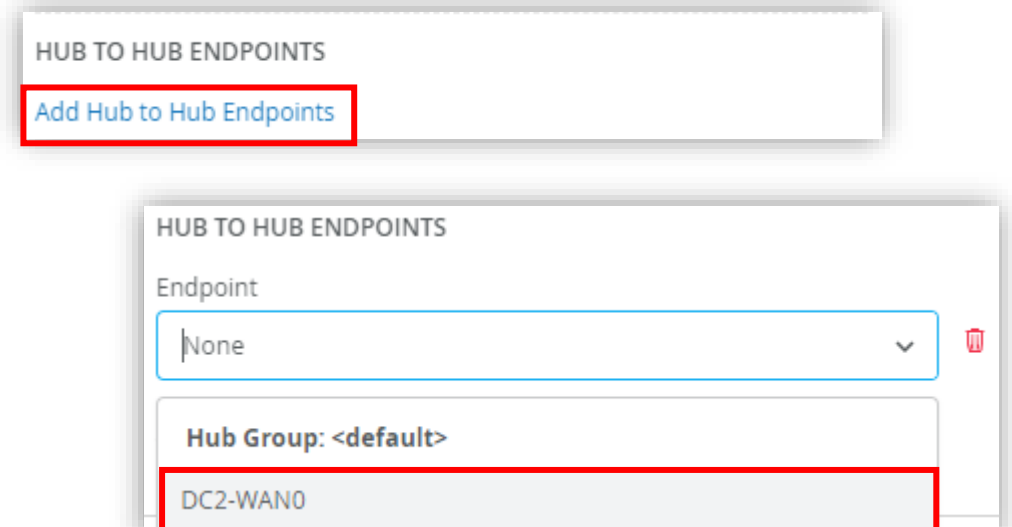 HUB TO HUB ENDPOINTS
Add Hub to Hub Endpoints
HUB TO HUB ENDPOINTS
Endpoint
None
Hub Group: <default>
DC2-WAN0